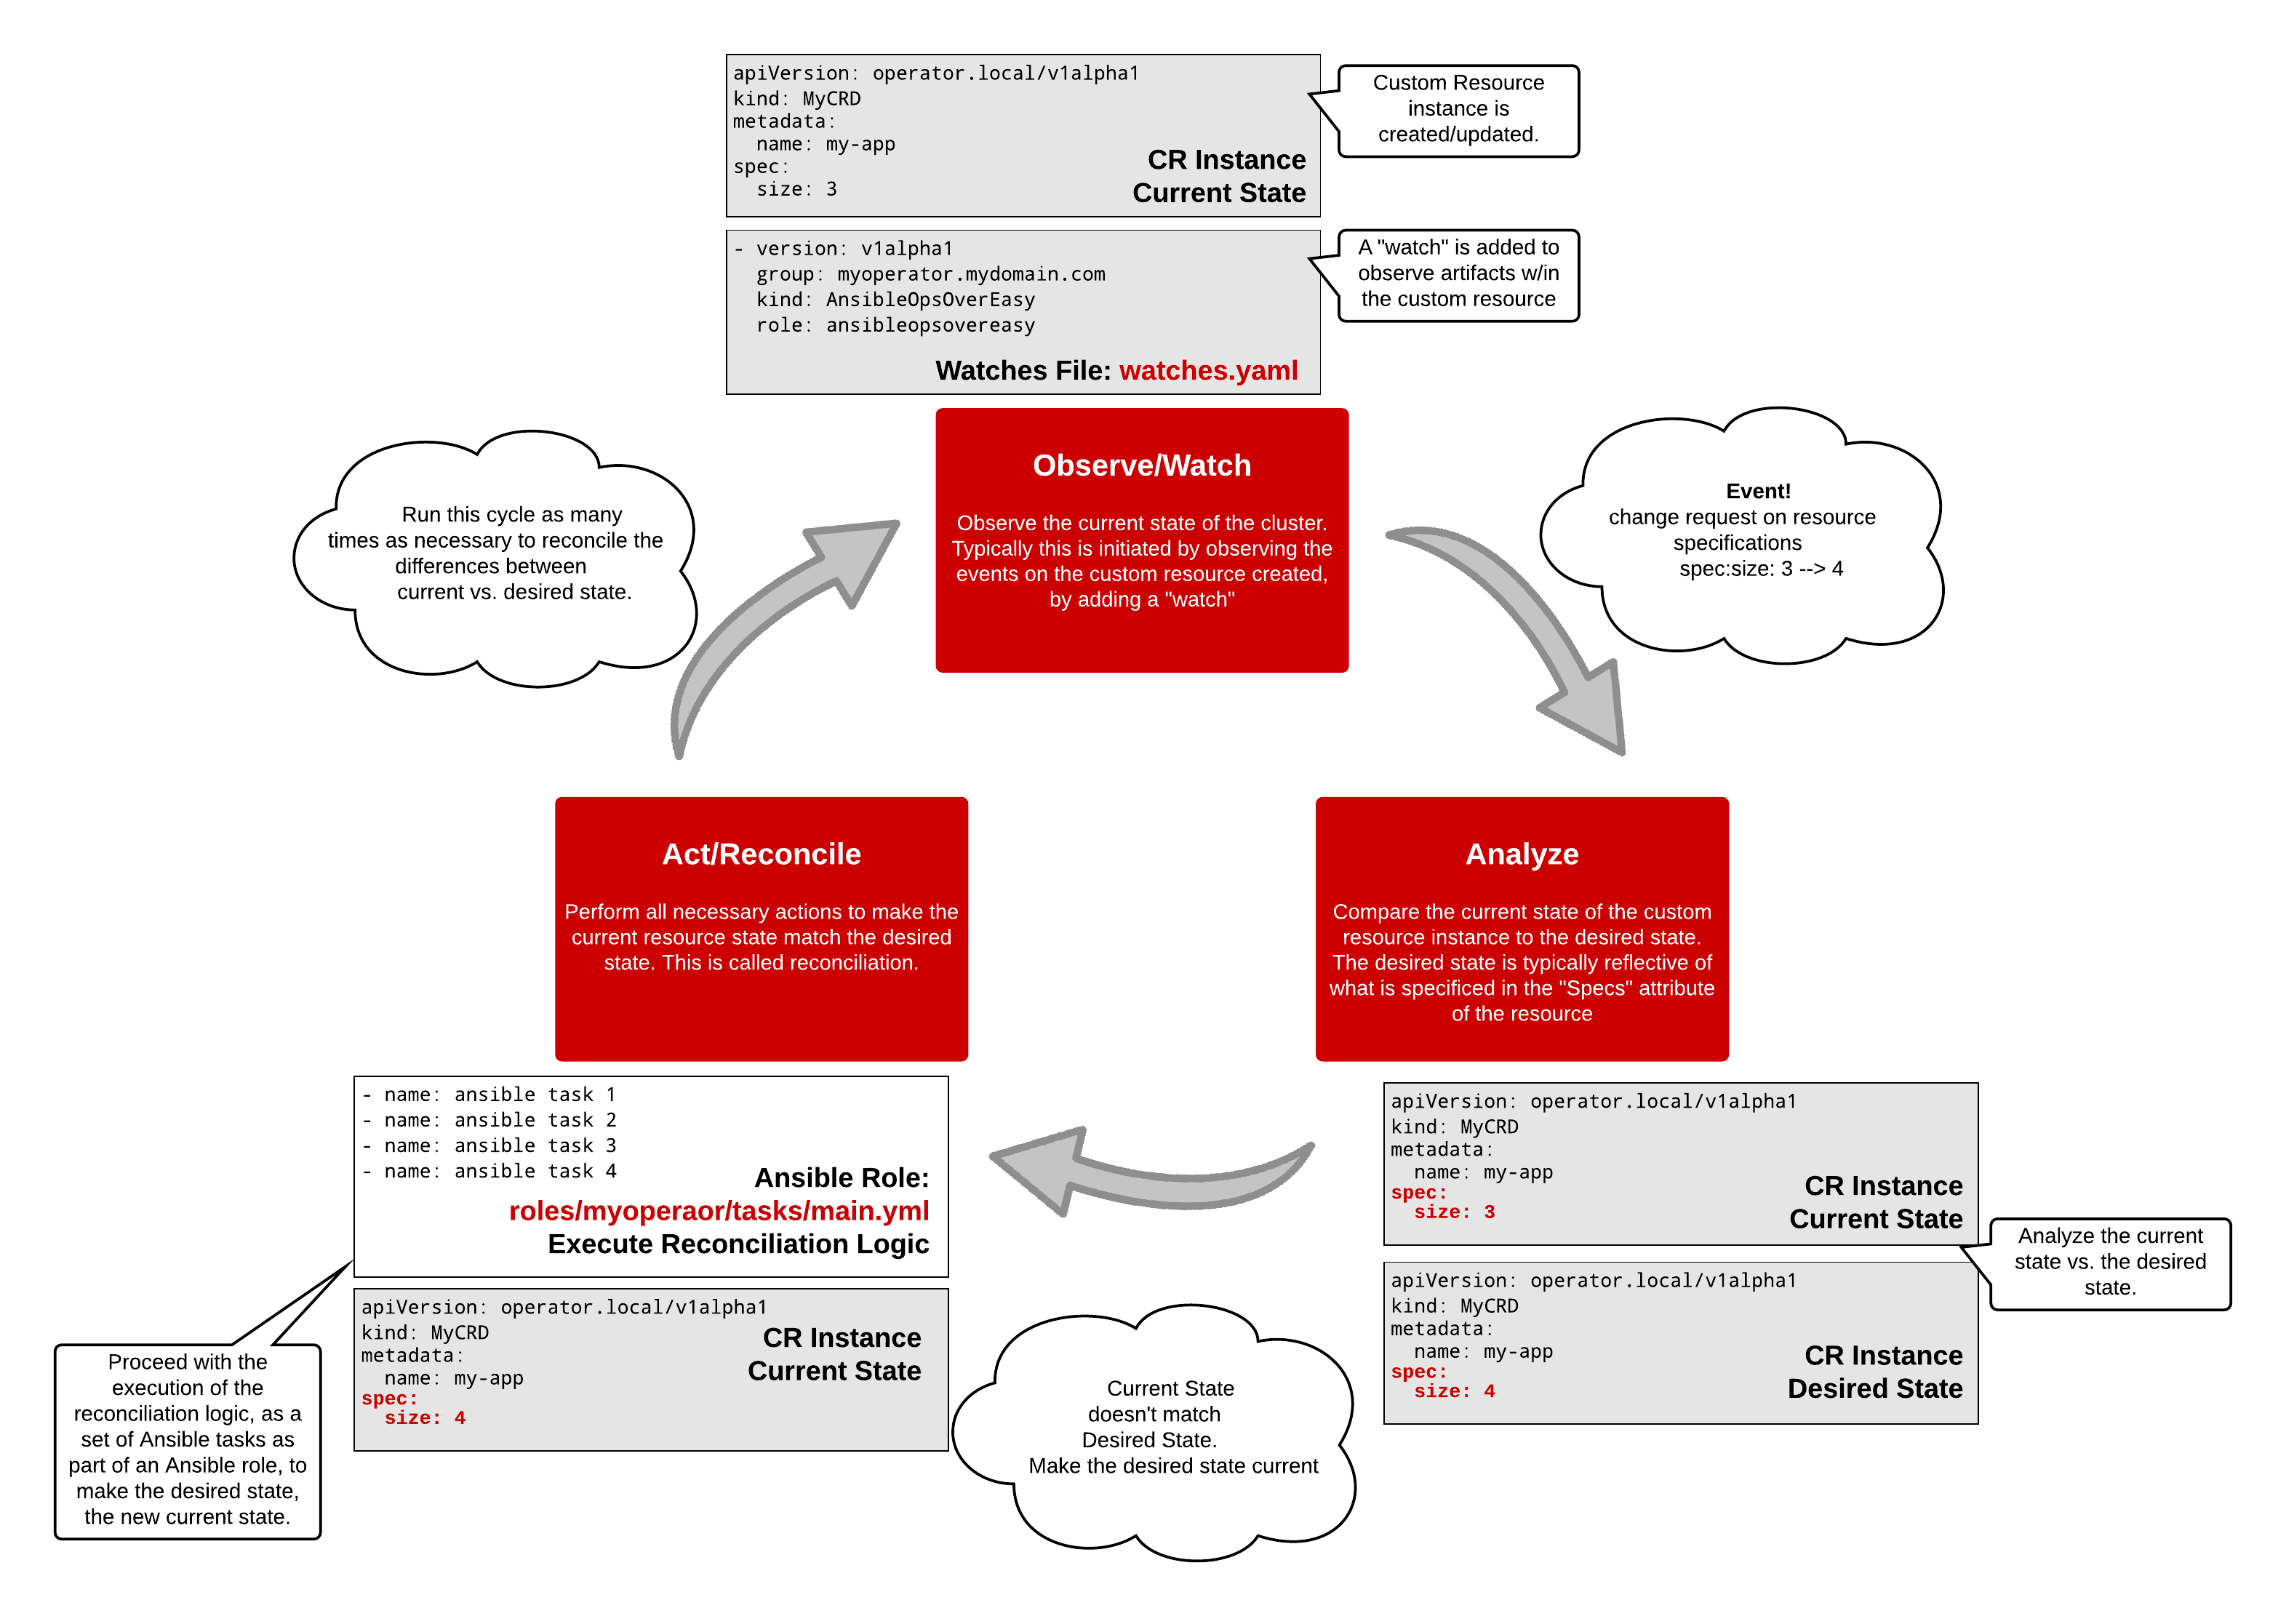 apiVersion: operator.local/v1alpha1
kind: MyCRD
metadata:
  name: my-app
spec:
  size: 3
CR Instance
Current State
Custom Resource
instance is
created/updated.
- version: v1alpha1
  group: myoperator.mydomain.com
  kind: AnsibleOpsOverEasy
  role: ansibleopsovereasy
Watches File: watches.yaml
A "watch" is added to
observe artifacts w/in
the custom resource
Observe/Watch
Observe the current state of the cluster.
Typically this is initiated by observing the
events on the custom resource created,
by adding a "watch"
Run this cycle as many
times as necessary to reconcile the
differences between
current vs. desired state.
Event!
change request on resource
specifications
spec:size: 3 --> 4
Act/Reconcile
Perform all necessary actions to make the
current resource state match the desired
state. This is called reconciliation.
Analyze
Compare the current state of the custom
resource instance to the desired state.
The desired state is typically reflective of
what is specificed in the "Specs" attribute
of the resource
- name: ansible task 1
- name: ansible task 2
- name: ansible task 3
- name: ansible task 4
Ansible Role:
roles/myoperaor/tasks/main.yml
Execute Reconciliation Logic
apiVersion: operator.local/v1alpha1
kind: MyCRD
metadata:
  name: my-app
spec:
  size: 4
CR Instance
Current State
Proceed with the
execution of the
reconciliation logic, as a
set of Ansible tasks as
part of an Ansible role, to
make the desired state,
the new current state.
Current State
doesn't match
Desired State.
Make the desired state current
apiVersion: operator.local/v1alpha1
kind: MyCRD
metadata:
  name: my-app
spec:
  size: 3
CR Instance
Current State
apiVersion: operator.local/v1alpha1
kind: MyCRD
metadata:
  name: my-app
spec:
  size: 4
CR Instance
Desired State
Analyze the current
state vs. the desired
state.